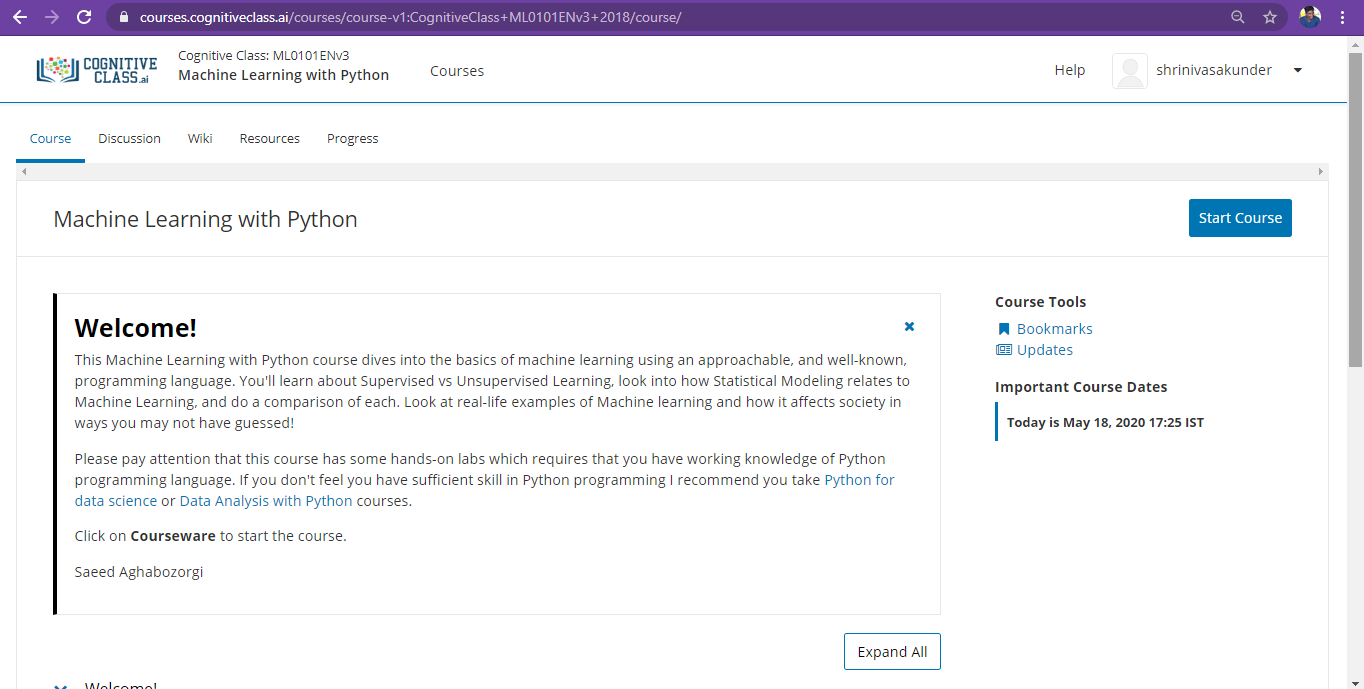 courses.cognitiveclass.ai/courses/course-v1:CognitiveClass+ML0101ENv3+2018/course/
COGNITIVE
CLASS.ai
Cognitive Class: ML0101ENv3
Machine Learning with Python
Courses
Help
shrinivasakunder
Course
Discussion
Wiki
Resources
Progress
Machine Learning with Python
Start Course
Welcome!
This Machine Learning with Python course dives into the basics of machine learning using an approachable, and well-known,
programming language. You'll learn about Supervised vs Unsupervised Learning, look into how Statistical Modeling relates to
Machine Learning, and do a comparison of each. Look at real-life examples of Machine learning and how it affects society in
ways you may not have guessed!
Please pay attention that this course has some hands-on labs which requires that you have working knowledge of Python
programming language. If you don't feel you have sufficient skill in Python programming I recommend you take Python for
data science or Data Analysis with Python courses.
Click on Courseware to start the course.
Saeed Aghabozorgi
Course Tools
Bookmarks
Updates
Important Course Dates
Today is May 18, 2020 17:25 IST
Expand All
Welcome!